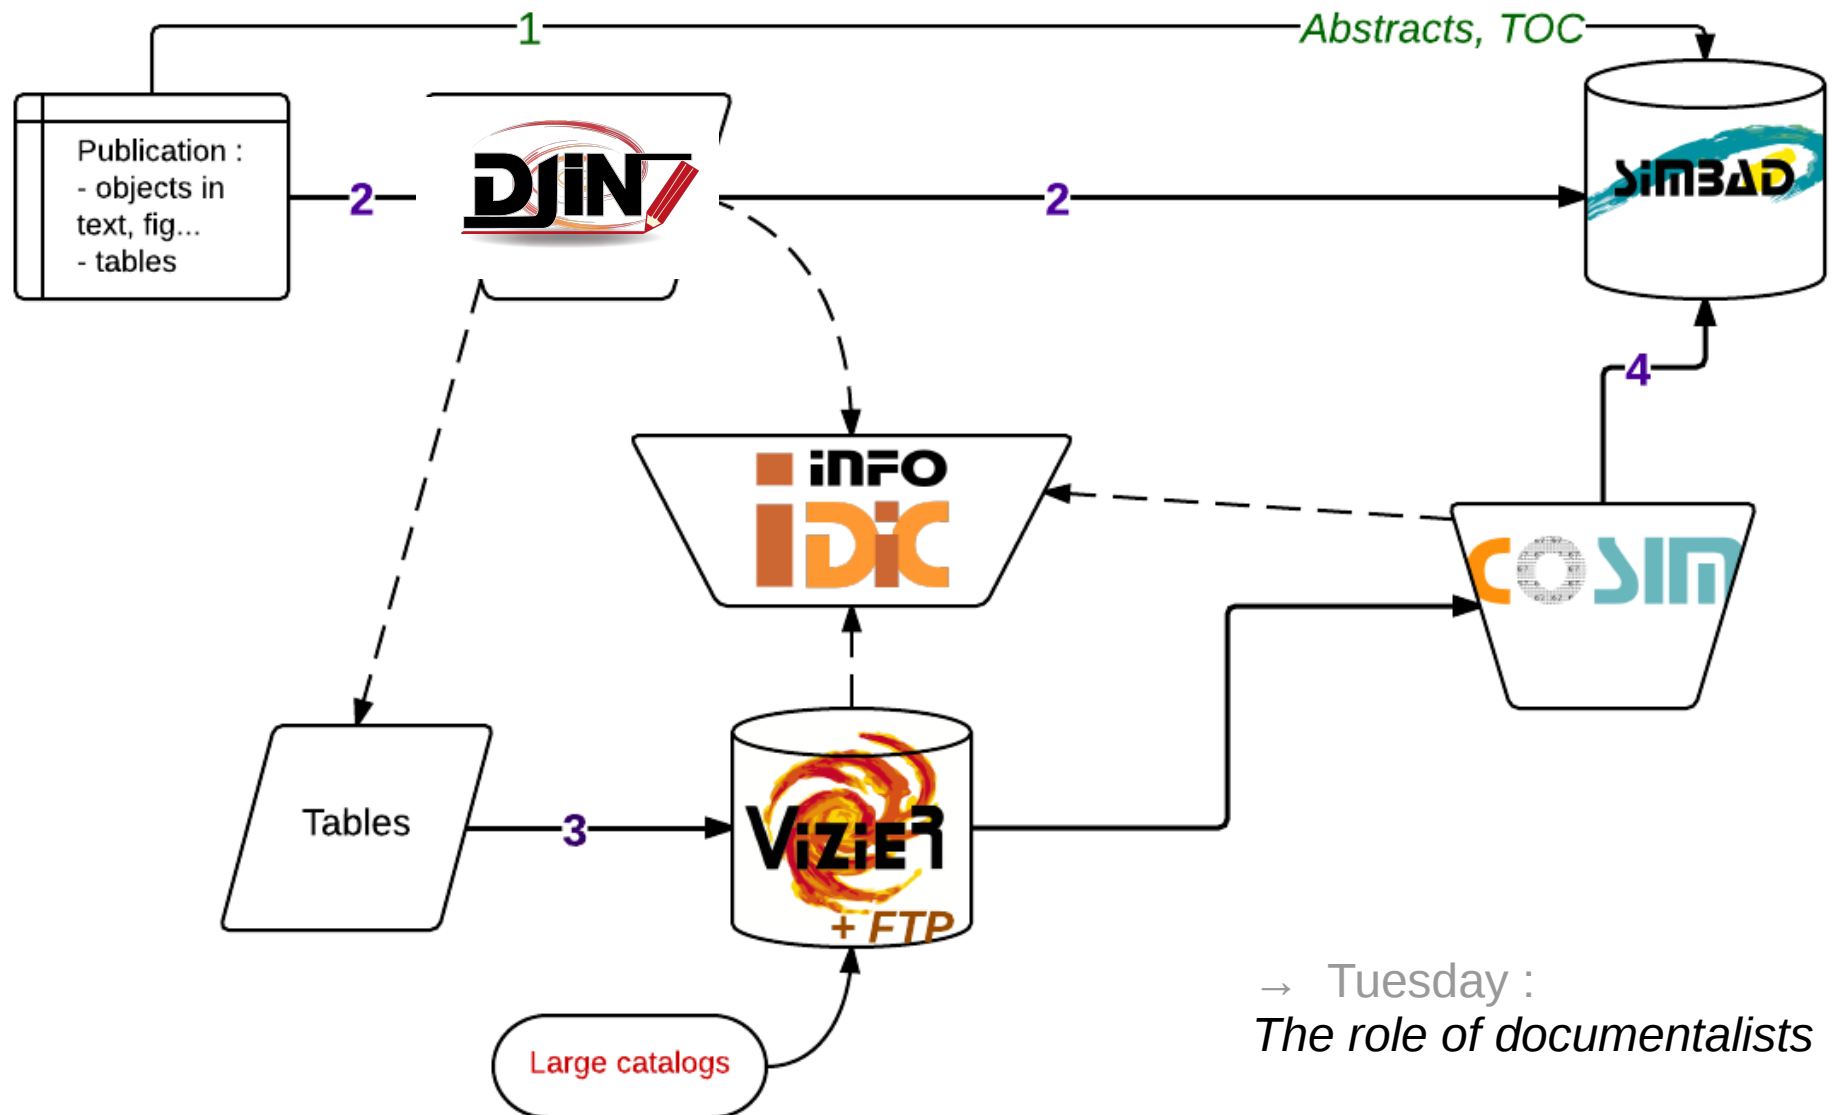 1
Abstracts, TOC
Publication :
- objects in
text, fig...
- tables
2
DJIN
2
SIMBAD
4
iNFO
i DiC
COSIM
Tables
3
VizieR
+ FTP
Large catalogs
→ Tuesday :
The role of documentalists